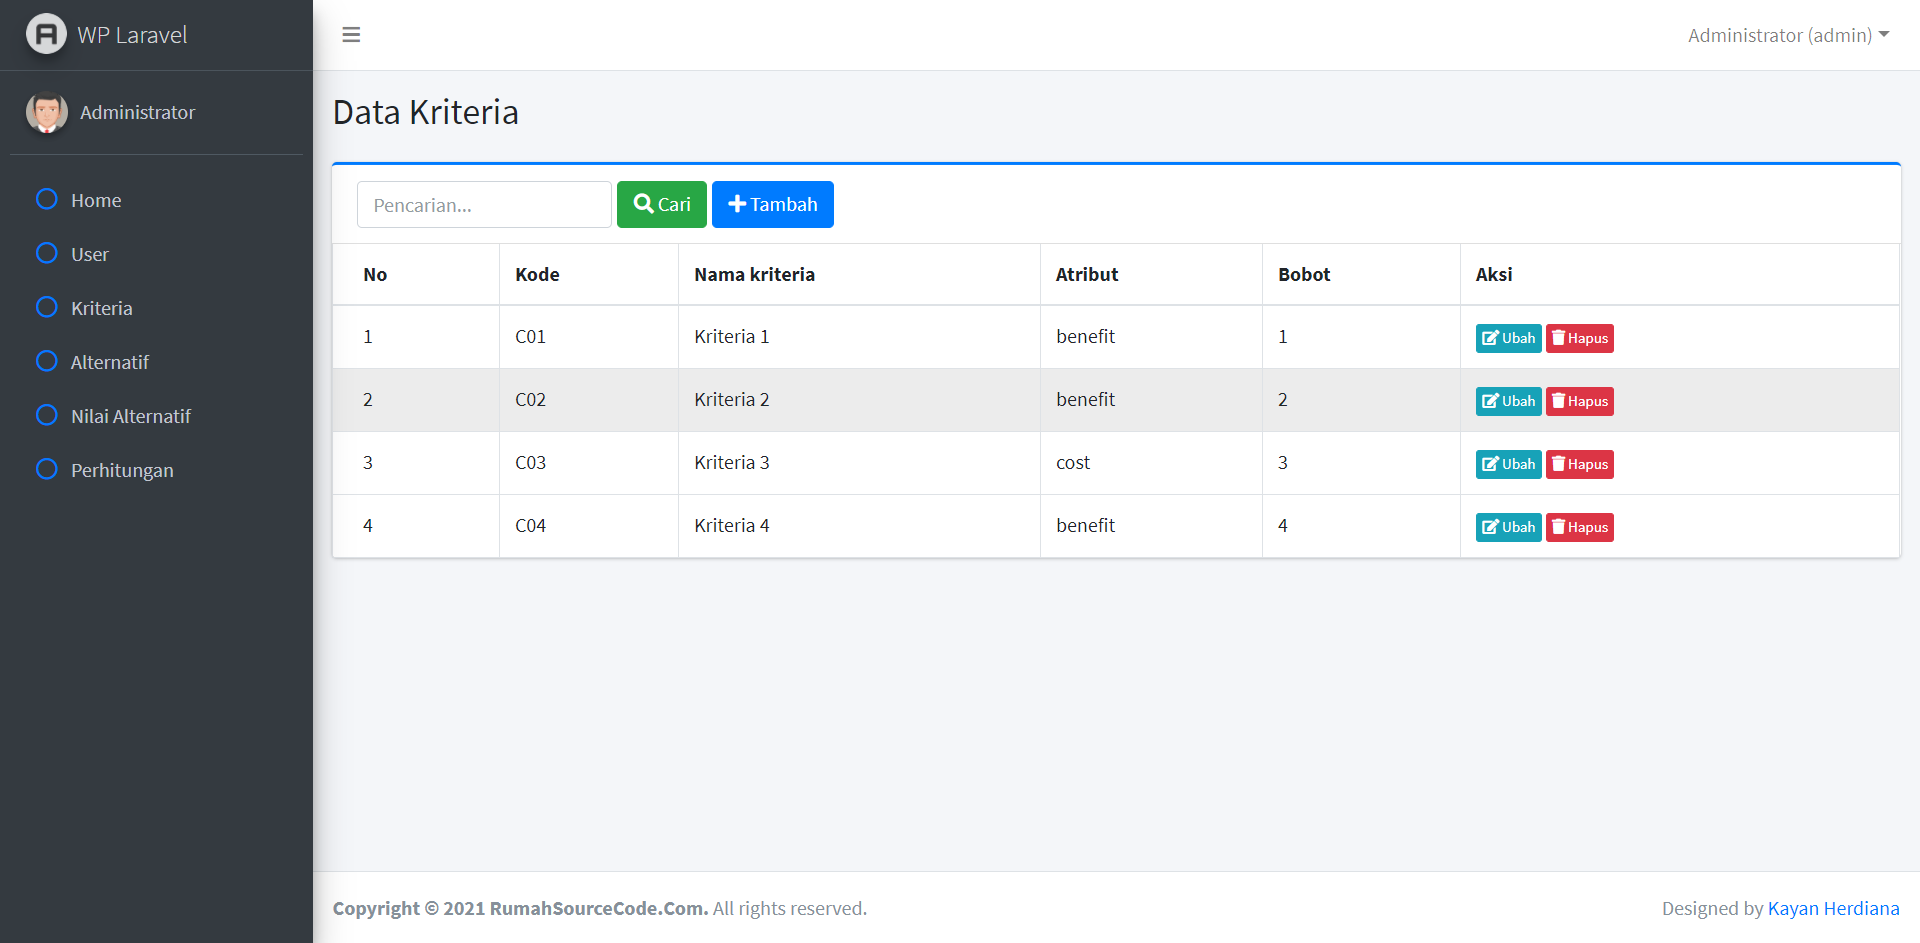 WP Laravel
Administrator (admin)
Administrator
Home
User
Kriteria
Alternatif
Nilai Alternatif
Perhitungan
Data Kriteria
Pencarian... Cari Tambah
No Kode Nama kriteria Atribut Bobot Aksi
1 C01 Kriteria 1 benefit 1 Ubah Hapus
2 C02 Kriteria 2 benefit 2 Ubah Hapus
3 C03 Kriteria 3 cost 3 Ubah Hapus
4 C04 Kriteria 4 benefit 4 Ubah Hapus
Copyright © 2021 RumahSourceCode.Com. All rights reserved.
Designed by Kayan Herdiana